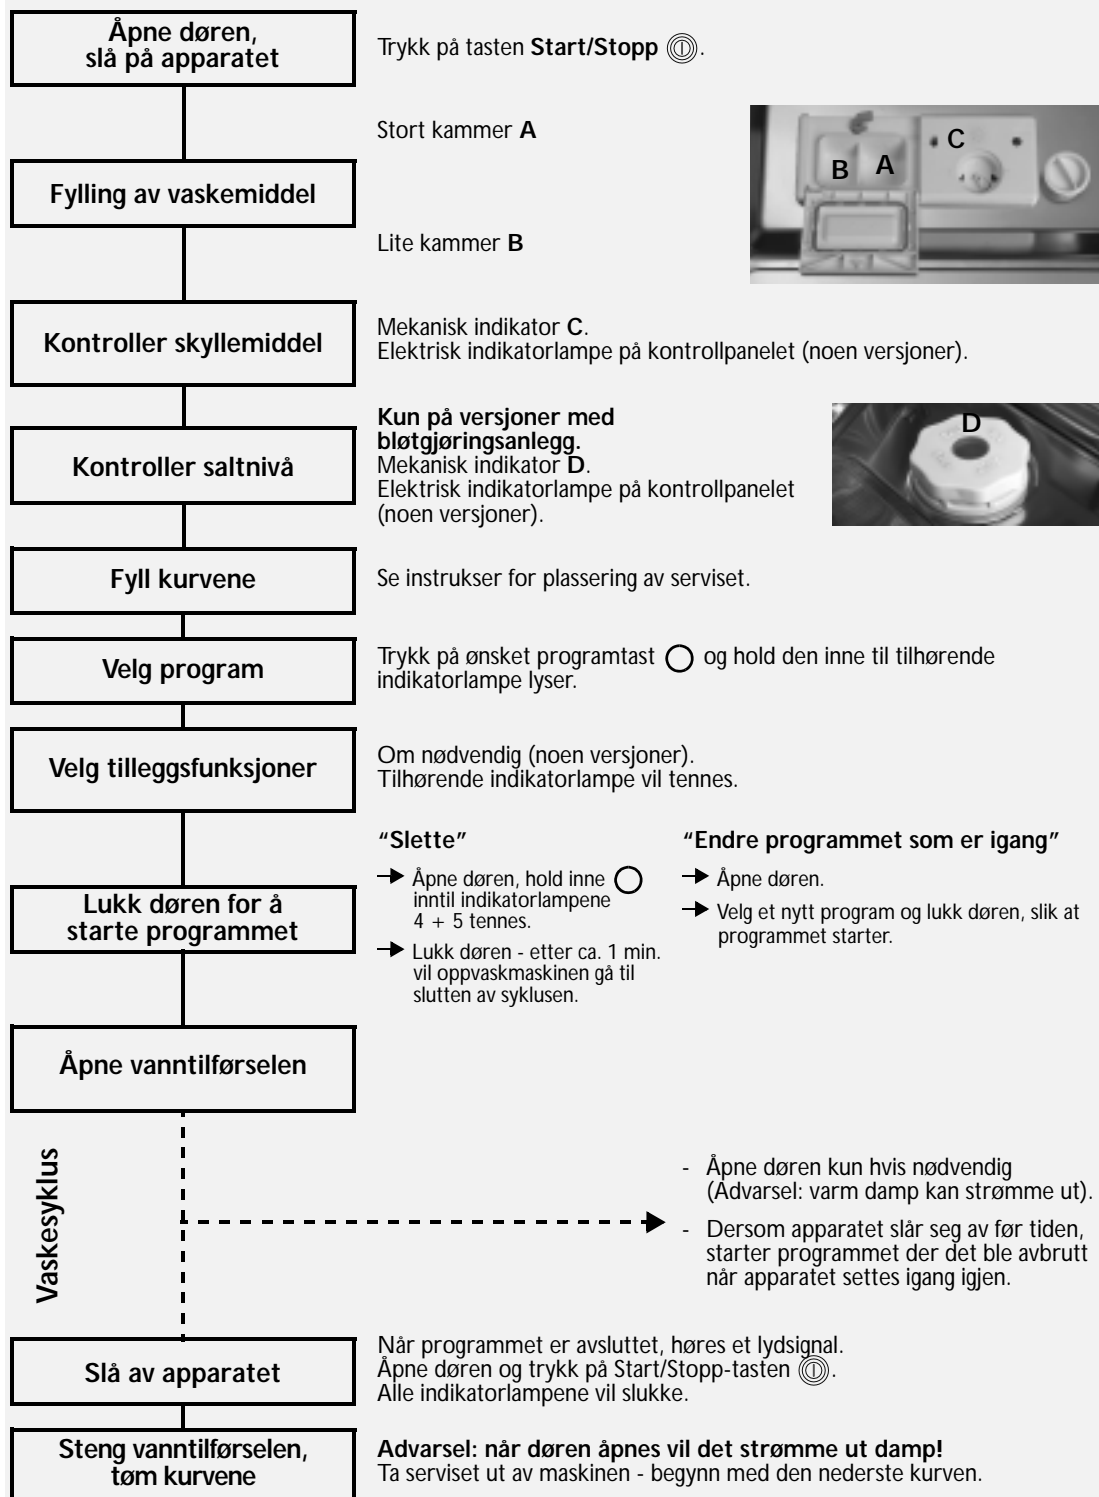 Åpne døren,
slå på apparatet
Trykk på tasten Start/Stopp
Stort kammer A
Fylling av vaskemiddel
Lite kammer B
B A C
Kontroller skyllemiddel
Mekanisk indikator C.
Elektrisk indikatorlampe på kontrollpanelet (noen versjoner).
Kontroller saltnivå
Kun på versjoner med
bløtgjøringsanlegg.
Mekanisk indikator D.
Elektrisk indikatorlampe på kontrollpanelet
(noen versjoner).
D
Fyll kurvene
Se instrukser for plassering av serviset.
Velg program
Trykk på ønsket programtast og hold den inne til tilhørende
indikatorlampe lyser.
Velg tilleggsfunksjoner
Om nødvendig (noen versjoner).
Tilhørende indikatorlampe vil tennes.
Lukk døren for å
starte programmet
“Slette”
Åpne døren, hold inne
inntil indikatorlampene
4 + 5 tennes.
Lukk døren - etter ca. 1 min.
vil oppvaskmaskinen gå til
slutten av syklusen.
“Endre programmet som er igang”
Åpne døren.
Velg et nytt program og lukk døren, slik at
programmet starter.
Åpne vanntilførselen
Vaskesyklus
- Åpne døren kun hvis nødvendig
(Advarsel: varm damp kan strømme ut).
- Dersom apparatet slår seg av før tiden,
starter programmet der det ble avbrutt
når apparatet settes igang igjen.
Slå av apparatet
Når programmet er avsluttet, høres et lydsignal.
Åpne døren og trykk på Start/Stopp-tasten .
Alle indikatorlampene vil slukke.
Steng vanntilførselen,
tøm kurvene
Advarsel: når døren åpnes vil det strømme ut damp!
Ta serviset ut av maskinen - begynn med den nederste kurven.